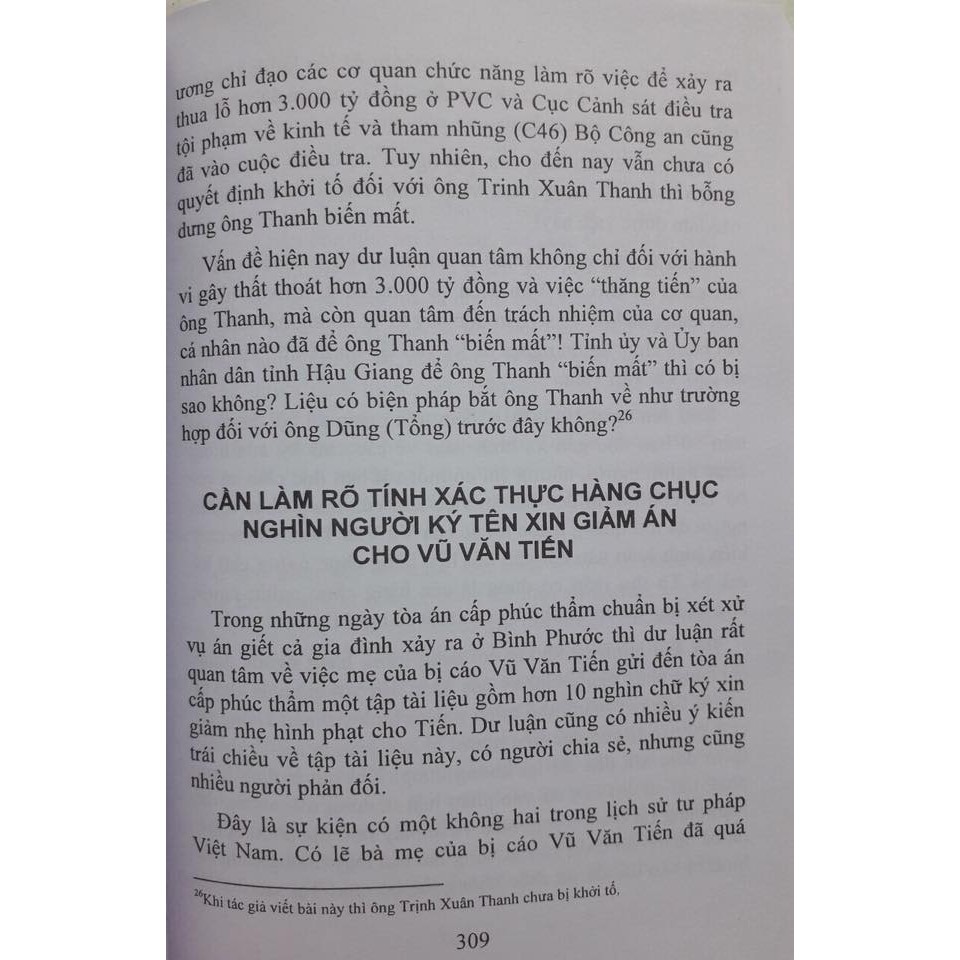 ương chỉ đạo các cơ quan chức năng làm rõ việc để xảy ra
thua lỗ hơn 3.000 tỷ đồng ở PVC và Cục Cảnh sát điều tra
tội phạm về kinh tế và tham nhũng (C46) Bộ Công an cũng
đã vào cuộc điều tra. Tuy nhiên, cho đến nay vẫn chưa có
quyết định khởi tố đối với ông Trinh Xuân Thanh thì bỗng
dưng ông Thanh biến mất.
Vấn đề hiện nay dư luận quan tâm không chỉ đối với hành
vi gây thất thoát hơn 3.000 tỷ đồng và việc “thăng tiến” của
ông Thanh, mà còn quan tâm đến trách nhiệm của cơ quan,
cá nhân nào đã để ông Thanh “biến mất”! Tỉnh ủy và Ủy ban
nhân dân tỉnh Hậu Giang để ông Thanh “biến mất” thì có bị
sao không? Liệu có biện pháp bắt ông Thanh về như trường
hợp đối với ông Dũng (Tổng) trước đây không?26
CẦN LÀM RÕ TÍNH XÁC THỰC HÀNG CHỤC
NGHÌN NGƯỜI KÝ TÊN XIN GIẢM ÁN
CHO VŨ VĂN TIẾN
Trong những ngày tòa án cấp phúc thẩm chuẩn bị xét xử
vụ án giết cả gia đình xảy ra ở Bình Phước thì dư luận rất
quan tâm về việc mẹ của bị cáo Vũ Văn Tiến gửi đến tòa án
cấp phúc thẩm một tập tài liệu gồm hơn 10 nghìn chữ ký xin
giảm nhẹ hình phạt cho Tiến. Dư luận cũng có nhiều ý kiến
trái chiều về tập tài liệu này, có người chia sẻ, nhưng cũng
nhiều người phản đối.
Đây là sự kiện có một không hai trong lịch sử tư pháp
Việt Nam. Có lẽ bà mẹ của bị cáo Vũ Văn Tiến đã quá
26Khi tác giả viết bài này thì ông Trịnh Xuân Thanh chưa bị khởi tố.
309